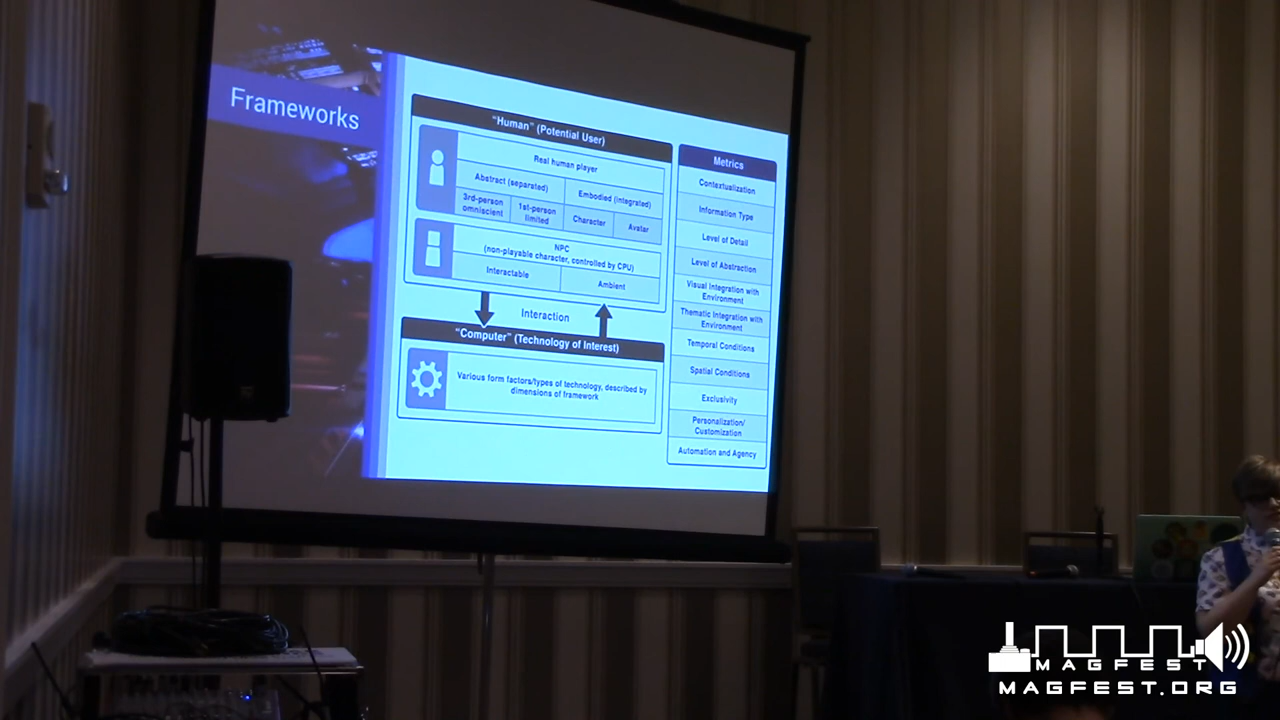 Frameworks
"Human" (Potential User)
Real human player
Abstract (separated)
Embodied (integrated)
3rd-person
omniscient
1st-person
limited
Character
Avatar
NPC
(non-playable character, controlled by CPU)
Interactable
Ambient
Interaction
"Computer" (Technology of Interest)
Various form factors/types of technology, described by
dimensions of framework
Metrics
Contextualization
Information Type
Level of Detail
Level of Abstraction
Visual Integration with
Environment
Thematic Integration with
Environment
Temporal Conditions
Spatial Conditions
Exclusivity
Personalization/
Customization
Automation and Agency
MAGFEST
MAGFEST.ORG